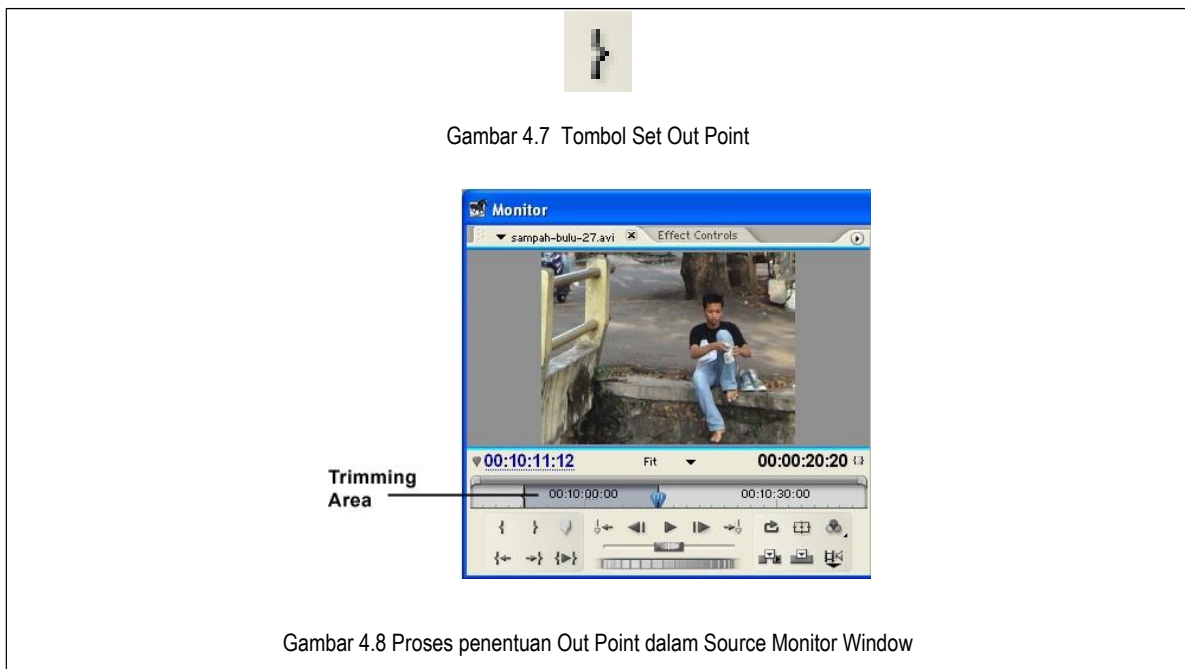 Gambar 4.7 Tombol Set Out Point
Monitor
sampah-bulu-27.avi Effect Controls
00:10:11:12 Fit 00:00:20:20
Trimming
Area
00:10:00:00 00:10:30:00
Gambar 4.8 Proses penentuan Out Point dalam Source Monitor Window